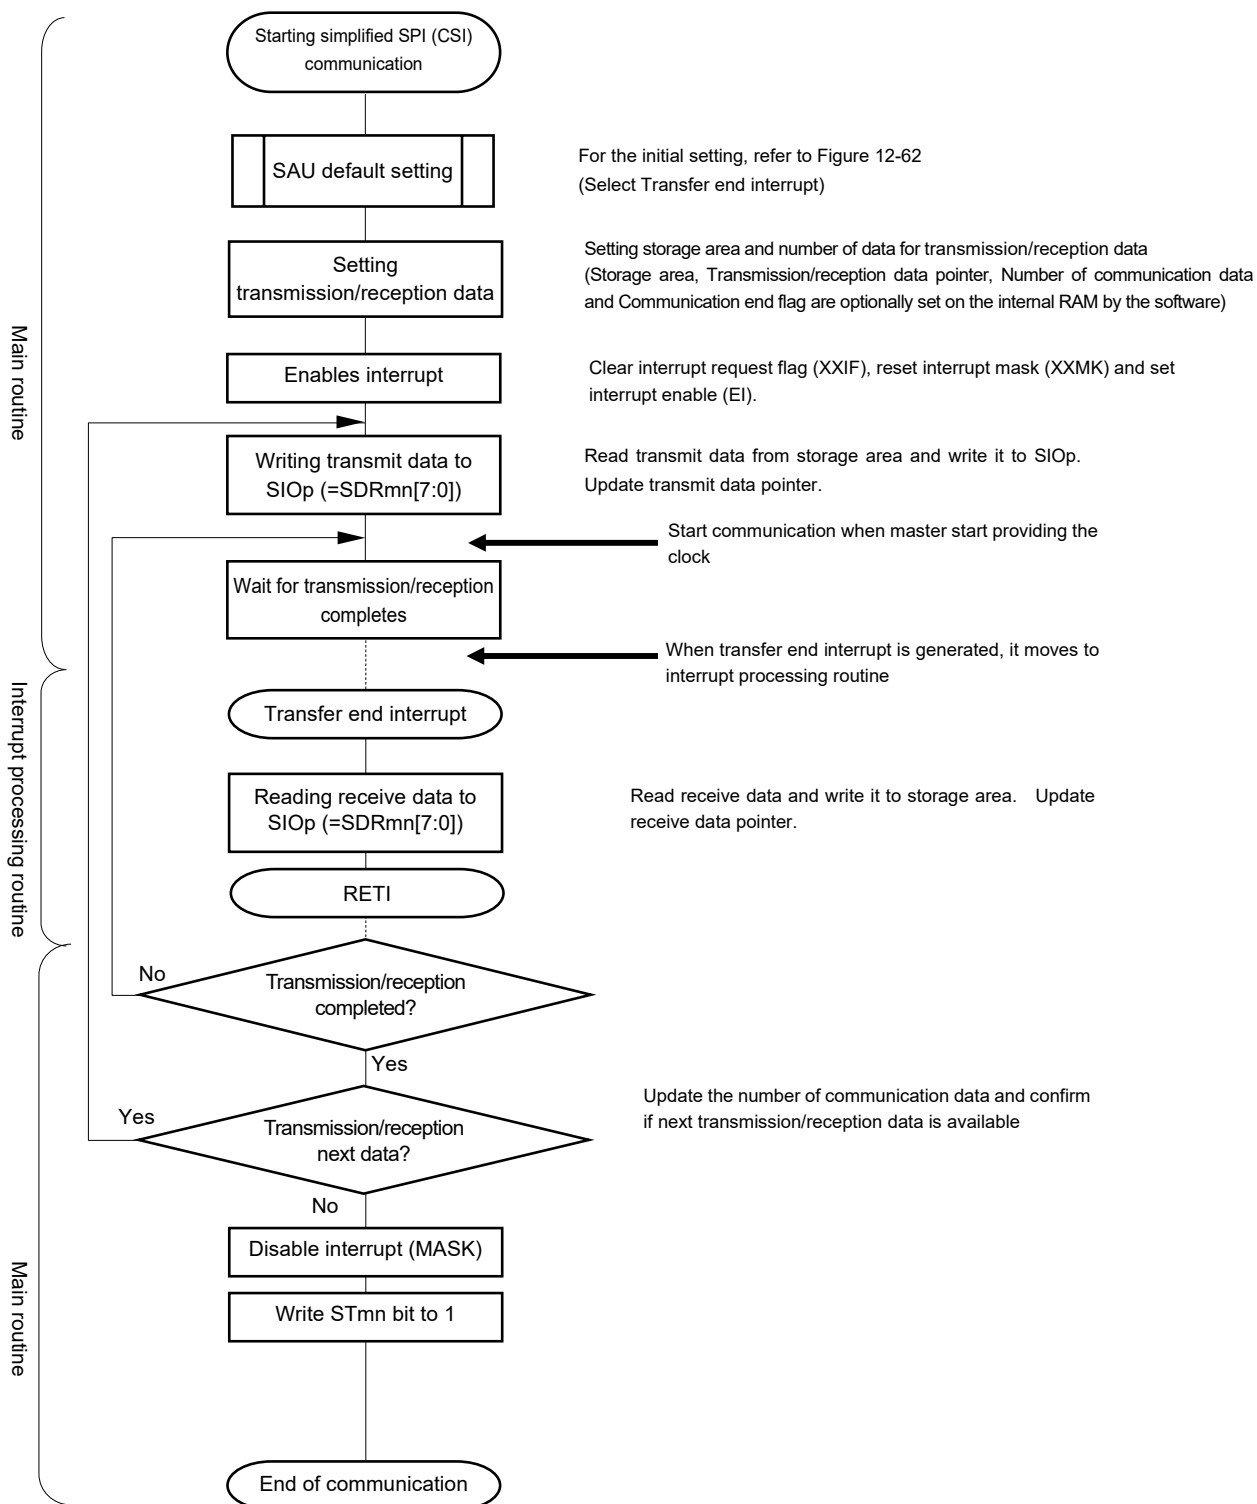 Starting simplified SPI (CSI)
communication
SAU default setting
For the initial setting, refer to Figure 12-62
(Select Transfer end interrupt)
Setting
transmission/reception data
Setting storage area and number of data for transmission/reception data
(Storage area, Transmission/reception data pointer, Number of communication data
and Communication end flag are optionally set on the internal RAM by the software)
Main routine
Enables interrupt
Clear interrupt request flag (XXIF), reset interrupt mask (XXMK) and set
interrupt enable (EI).
Writing transmit data to
SIOp (=SDRmn[7:0])
Read transmit data from storage area and write it to SIOp.
Update transmit data pointer.
Start communication when master start providing the
clock
Wait for transmission/reception
completes
When transfer end interrupt is generated, it moves to
interrupt processing routine
Interrupt processing routine
Transfer end interrupt
Reading receive data to
SIOp (=SDRmn[7:0])
Read receive data and write it to storage area. Update
receive data pointer.
RETI
No
Transmission/reception
completed?
Yes
Yes
Transmission/reception
next data?
Update the number of communication data and confirm
if next transmission/reception data is available
No
Main routine
Disable interrupt (MASK)
Write STmn bit to 1
End of communication